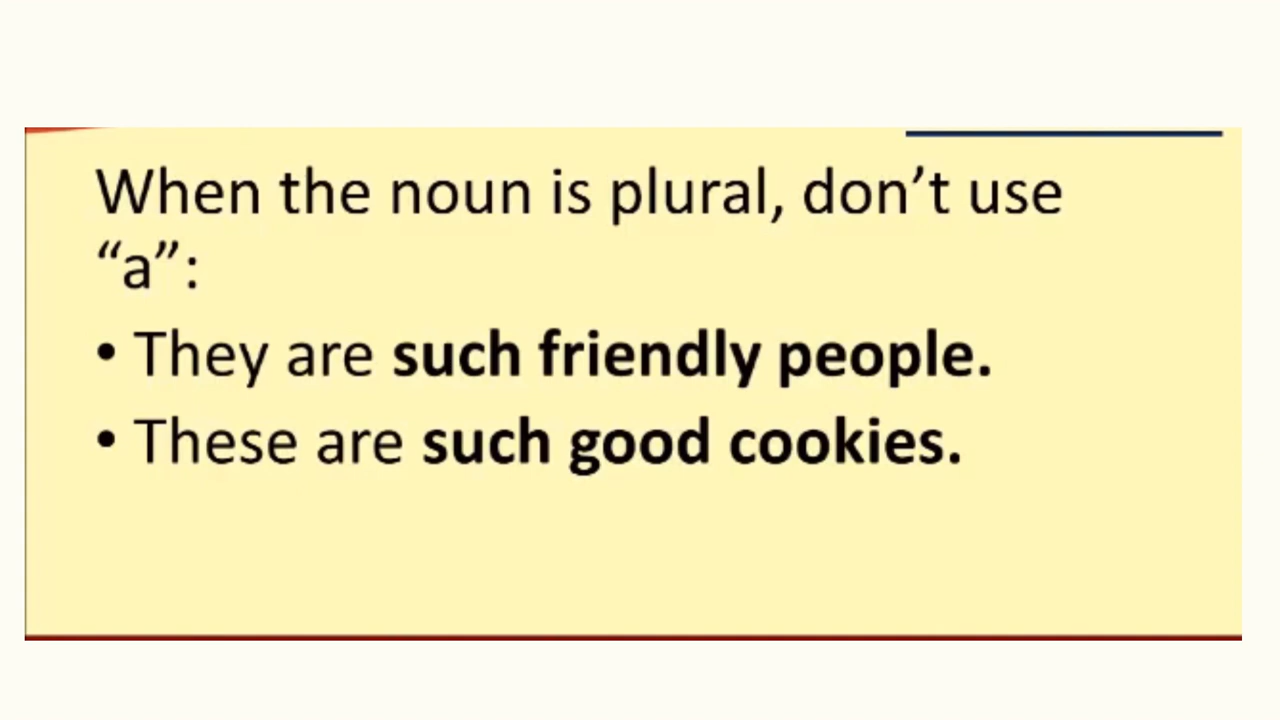 When the noun is plural, don’t use
“a”:
• They are such friendly people.
• These are such good cookies.